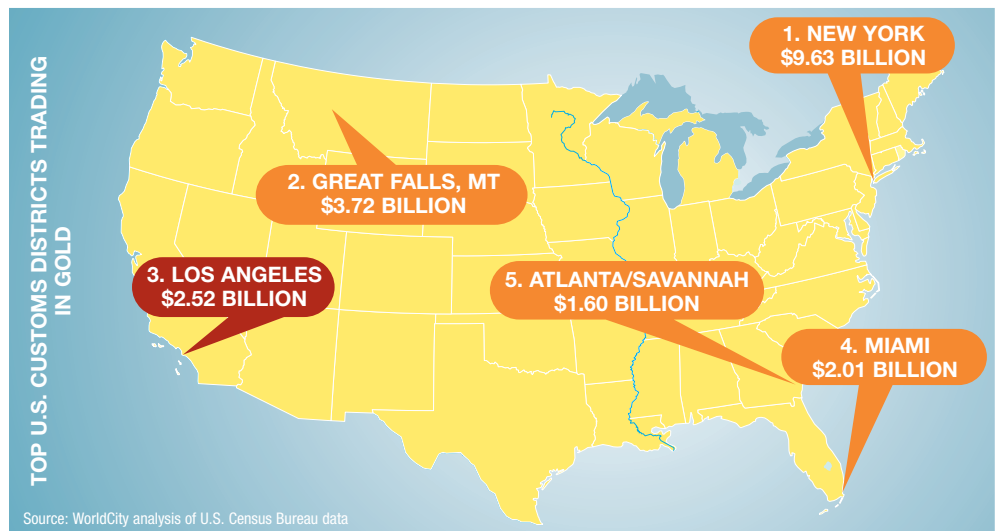 TOP U.S. CUSTOMS DISTRICTS TRADING
IN GOLD
1. NEW YORK
$9.63 BILLION
2. GREAT FALLS, MT
$3.72 BILLION
3. LOS ANGELES
$2.52 BILLION
5. ATLANTA/SAVANNAH
$1.60 BILLION
4. MIAMI
$2.01 BILLION
Source: WorldCity analysis of U.S. Census Bureau data